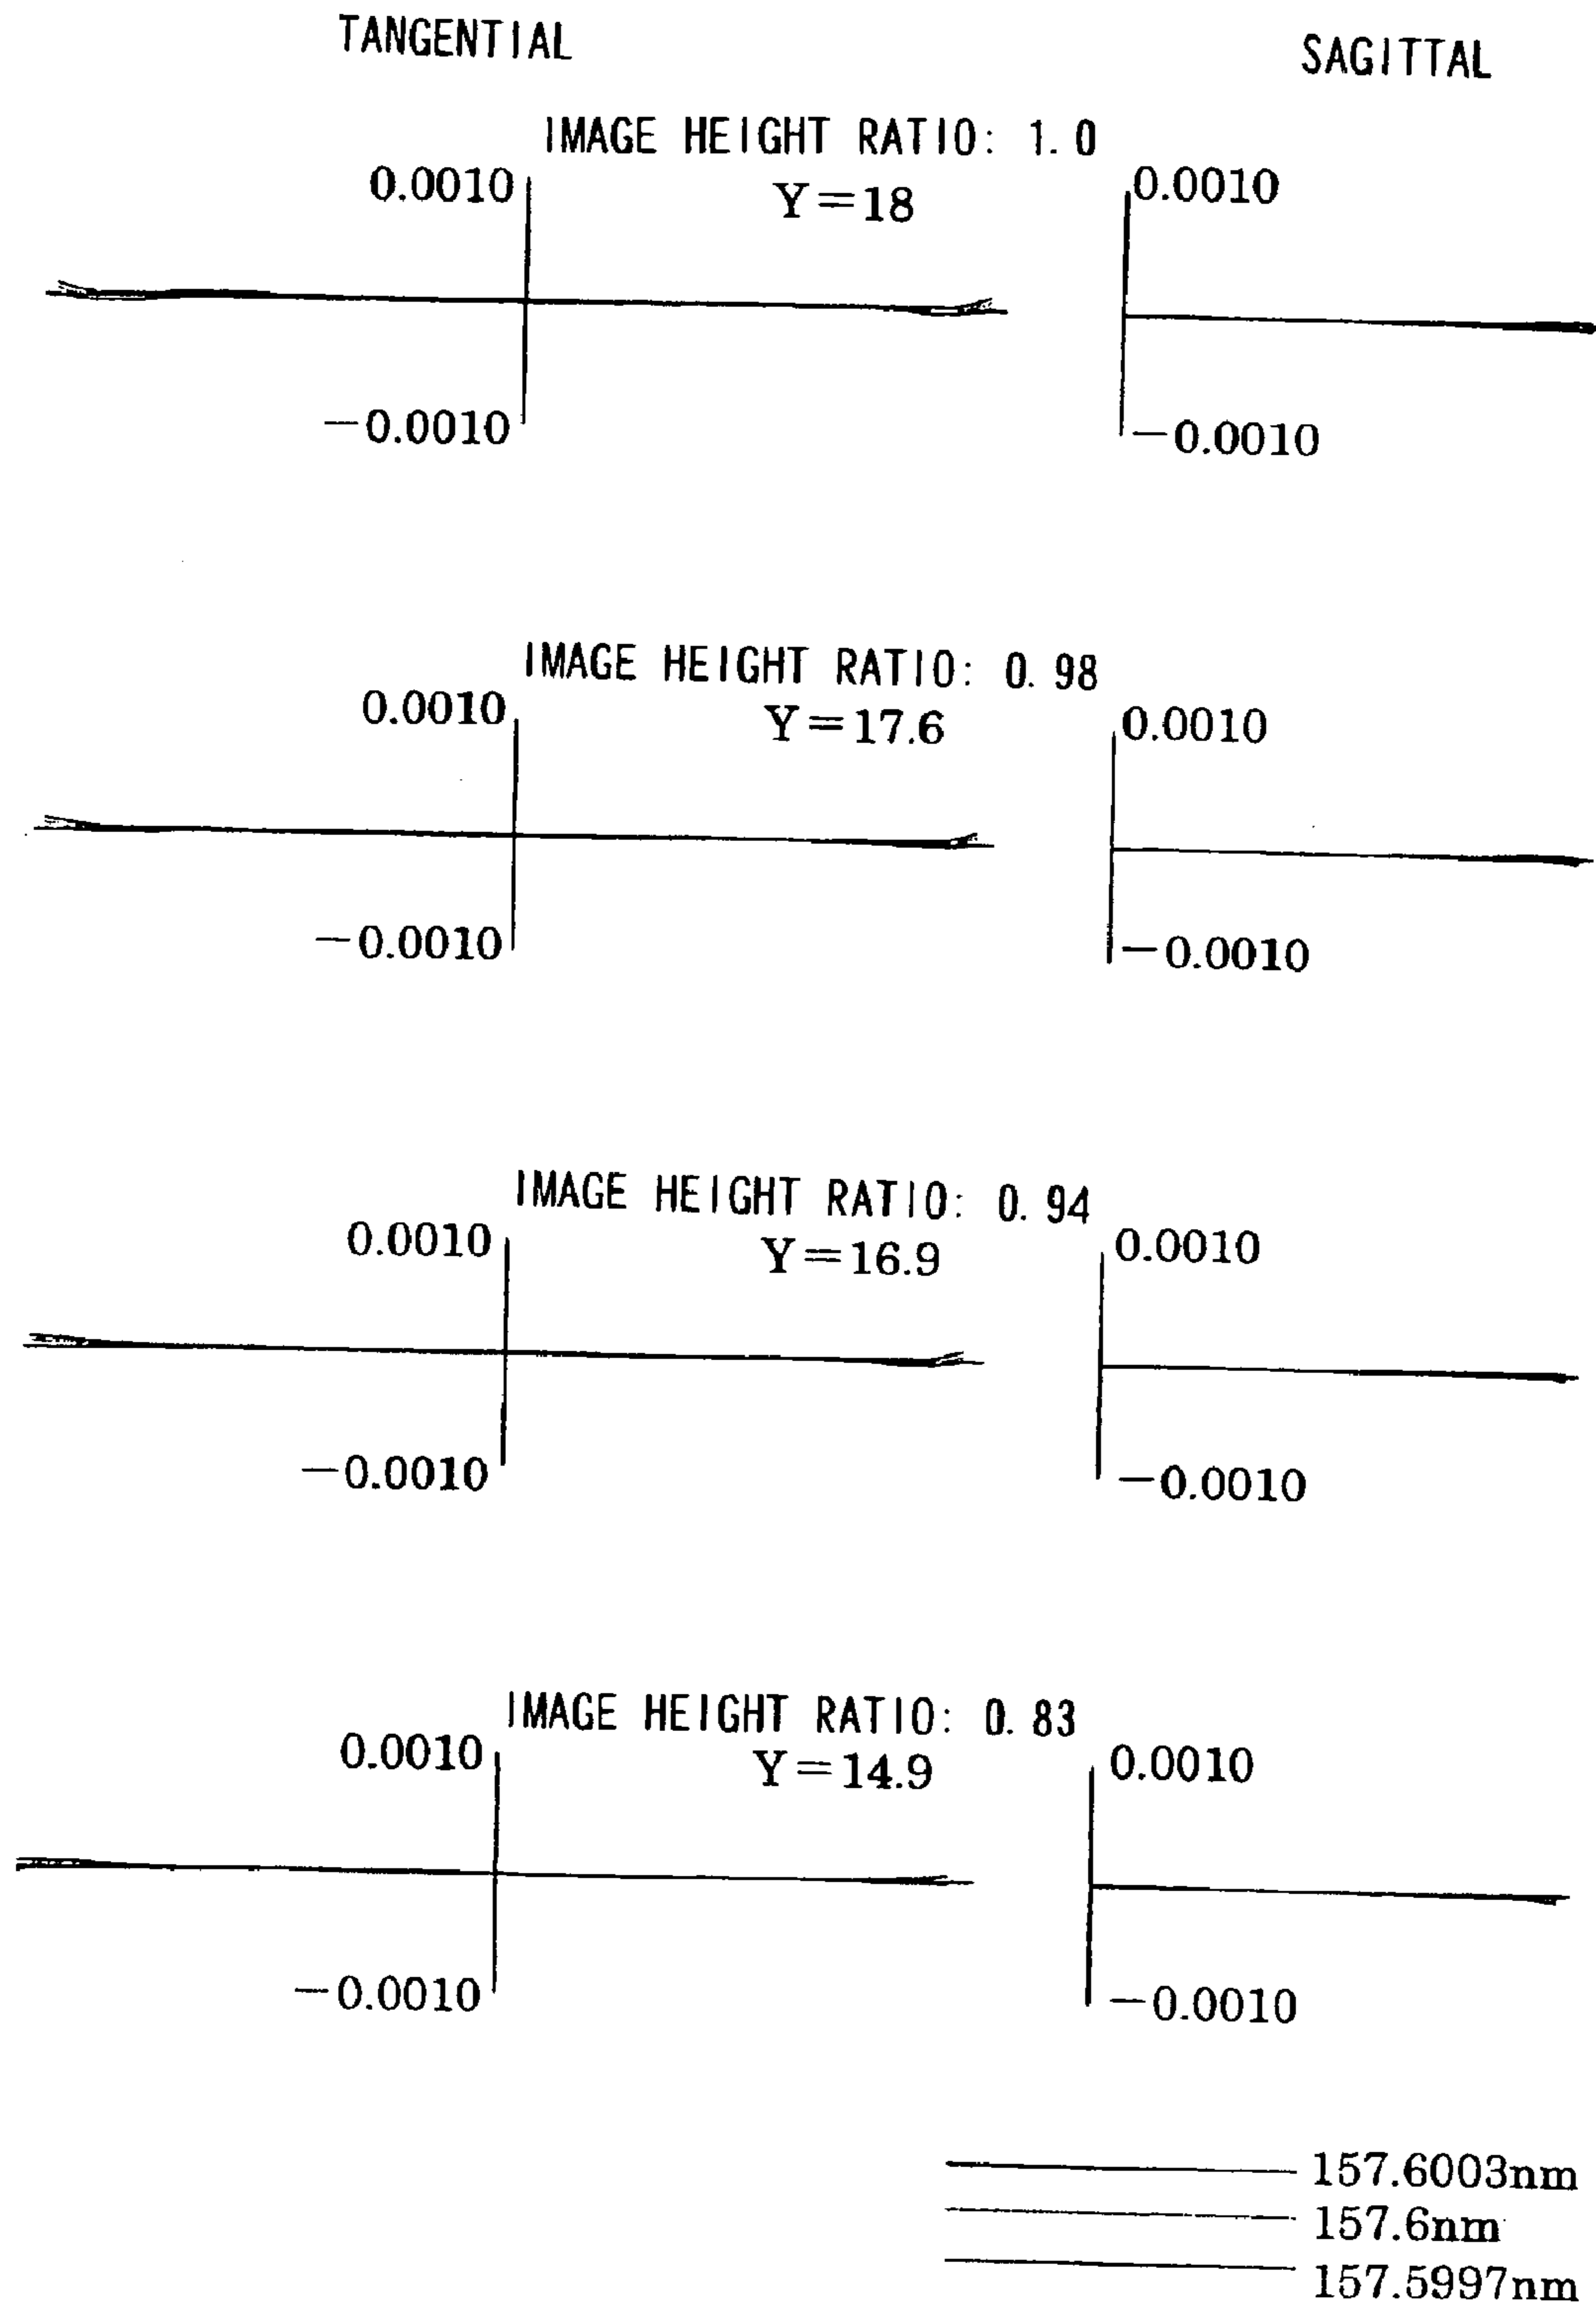 TANGENTIAL
SAGITTAL
IMAGE HEIGHT RATIO: 1.0
0.0010
Y=18
0.0010
−0.0010
−0.0010
IMAGE HEIGHT RATIO: 0.98
0.0010
Y=17.6
0.0010
−0.0010
−0.0010
IMAGE HEIGHT RATIO: 0.94
0.0010
Y=16.9
0.0010
−0.0010
−0.0010
IMAGE HEIGHT RATIO: 0.83
0.0010
Y=14.9
0.0010
−0.0010
−0.0010
157.6003nm
157.6nm
157.5997nm